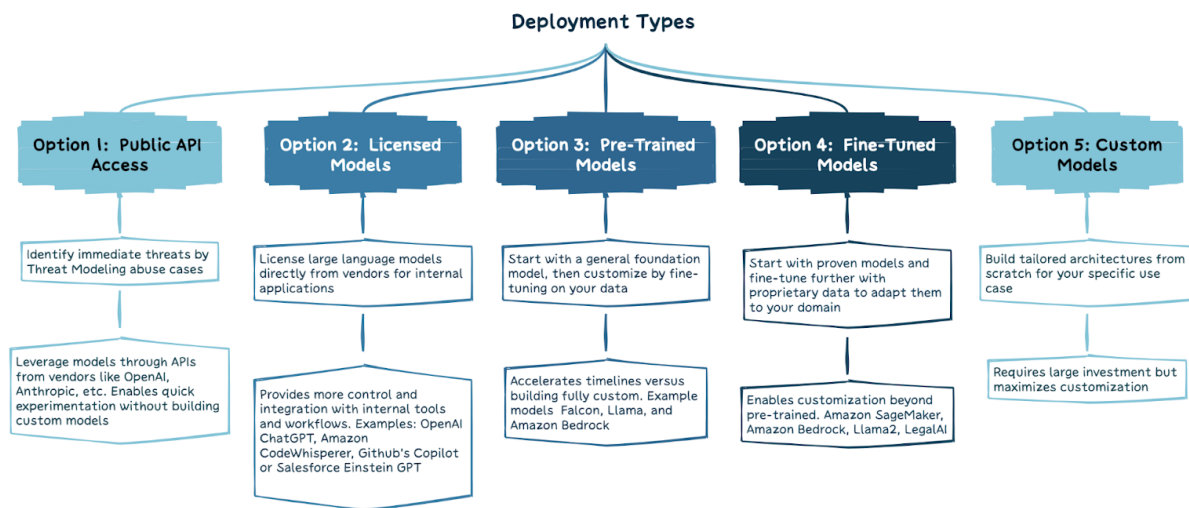 Deployment Types
Option 1: Public API
Access
Identify immediate threats by
Threat Modeling abuse cases
Leverage models through APIs
from vendors like OpenAI,
Anthropic, etc. Enables quick
experimentation without building
custom models
Option 2: Licensed
Models
License large language models
directly from vendors for internal
applications
Provides more control and
integration with internal tools
and workflows. Examples: OpenAI
ChatGPT, Amazon
CodeWhisperer, Github's Copilot
or Salesforce Einstein GPT
Option 3: Pre-Trained
Models
Start with a general foundation
model, then customize by fine-
tuning on your data
Accelerates timelines versus
building fully custom. Example
models Falcon, Llama, and
Amazon Bedrock
Option 4: Fine-Tuned
Models
Start with proven models and
fine-tune further with
proprietary data to adapt them
to your domain
Enables customization beyond
pre-trained. Amazon SageMaker,
Amazon Bedrock, Llama2, LegalAI
Option 5: Custom
Models
Build tailored architectures from
scratch for your specific use
case
Requires large investment but
maximizes customization